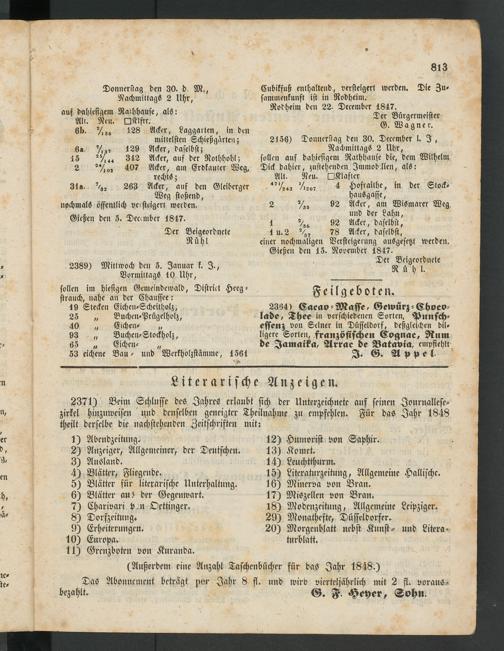 813
Donnerstag den 30. d. M.,
Nachmittags 2 Uhr,
auf dahiesigem Rathhause, als:
Alt. Neu. □Klftr.
6b. 2/136 128 Acker, Laggarten, in den
mittelsten Schießgärten;
6a 129 Acker, daselbst;
15 312 Acker, auf der Rothhohl;
2 407 Acker, am Erdkauter Weg,
rechts;
31a. 263 Acker, auf den Gleiberger
Weg stoßend,
nochmals öffentlich versteigert werden.
Gießen den 5. December 1847.
Der Beigeordnete
Rühl
2389) Mittwoch den 5. Januar k. J.,
Vormittags 10 Uhr,
sollen im hiesigen Gemeindewald, District Heeg-
strauch, nahe an der Chaussee:
19 Stecken Eichen-Scheitholz,
25 „ Buchen-Prügelholz,
40 „ Eichen- „
93 „ Buchen-Stockholz,
65 „ Eichen- „
53 eichene Bau- und Werkholzstämme, 1561
Cubikfuß enthaltend, versteigert werden. Die Zu-
sammenkunft ist in Rodheim.
Rodheim den 22. December 1847.
Der Bürgermeister
G. Wagner.
2156) Donnerstag den 30. December l. J.,
Nachmittags 2 Uhr,
sollen auf dahiesigem Rathhause die, dem Wilhelm
Dick dahier, zustehenden Immobilien, als:
Alt. Neu. □Klafter
4 Hofraithe, in der Stock-
hausgasse,
2 92 Acker, am Wismarer Weg
und der Lahn,
1 92 Acker, daselbst,
1 u. 2 78 Acker, daselbst,
einer nochmaligen Versteigerung ausgesetzt werden.
Gießen den 15. November 1847.
Der Beigeordnete
Rühl.
Feilgeboten.
2364) Cacao-Masse, Gewürz-Choco-
lade, Thee in verschiedenen Sorten, Punsch-
essenz von Selner in Düsseldorf, desgleichen bil-
ligere Sorten, französischen Cognac, Rum
de Jamaika, Arrac de Batavia, empfiehlt
J. G. Appel.
Literarische Anzeigen.
2371) Beim Schlusse des Jahres erlaubt sich der Unterzeichnete auf seinen Journallese-
zirkel hinzuweisen und denselben geneigter Theilnahme zu empfehlen. Für das Jahr 1848
theilt derselbe die nachstehenden Zeitschriften mit:
1) Abendzeitung.
2) Anzeiger, Allgemeiner, der Deutschen.
3) Ausland.
4) Blätter, Fliegende.
5) Blätter für literarische Unterhaltung.
6) Blätter aus der Gegenwart.
7) Charivari von Oettinger.
8) Dorfzeitung.
9) Erheiterungen.
10) Europa.
11) Grenzboten von Kuranda.
12) Humorist von Saphir.
13) Komet.
14) Leuchtthurm.
15) Literaturzeitung, Allgemeine Hallische.
16) Minerva von Bran.
17) Miszellen von Bran.
18) Modenzeitung, Allgemeine Leipziger.
29) Monathefte, Düsseldorfer.
20) Morgenblatt nebst Kunst- und Litera-
turblatt.
(Außerdem eine Anzahl Taschenbücher für das Jahr 1848.)
Das Abonnement beträgt per Jahr 8 fl. und wird vierteljährlich mit 2 fl. voraus-
bezahlt.
G. F. Heyer, Sohn.